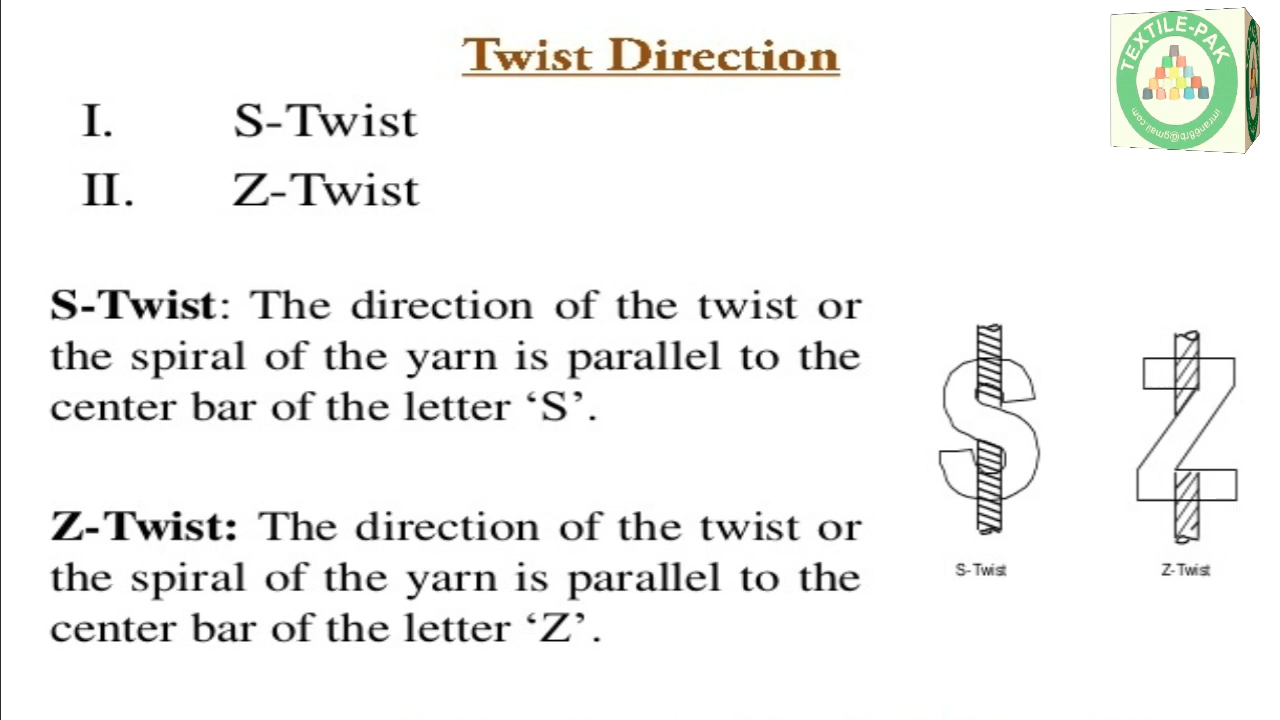 Twist Direction
TEXTILE-PAK
I. S-Twist
II. Z-Twist
S-Twist: The direction of the twist or
the spiral of the yarn is parallel to the
center bar of the letter ‘S’.
S
Z
S-Twist
Z-Twist
Z-Twist: The direction of the twist or
the spiral of the yarn is parallel to the
center bar of the letter ‘Z’.